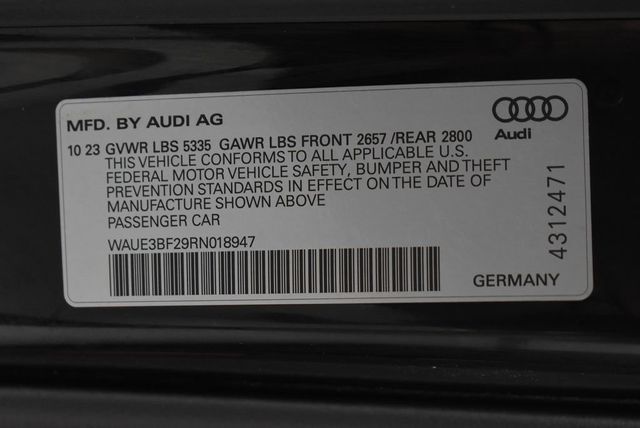 MFD. BY AUDI AG
Audi
10 23 GVWR LBS 5335 GAWR LBS FRONT 2657 /REAR 2800
THIS VEHICLE CONFORMS TO ALL APPLICABLE U.S.
FEDERAL MOTOR VEHICLE SAFETY, BUMPER AND THEFT
PREVENTION STANDARDS IN EFFECT ON THE DATE OF
MANUFACTURE SHOWN ABOVE
PASSENGER CAR
WAUE3BF29RN018947
4312471
GERMANY